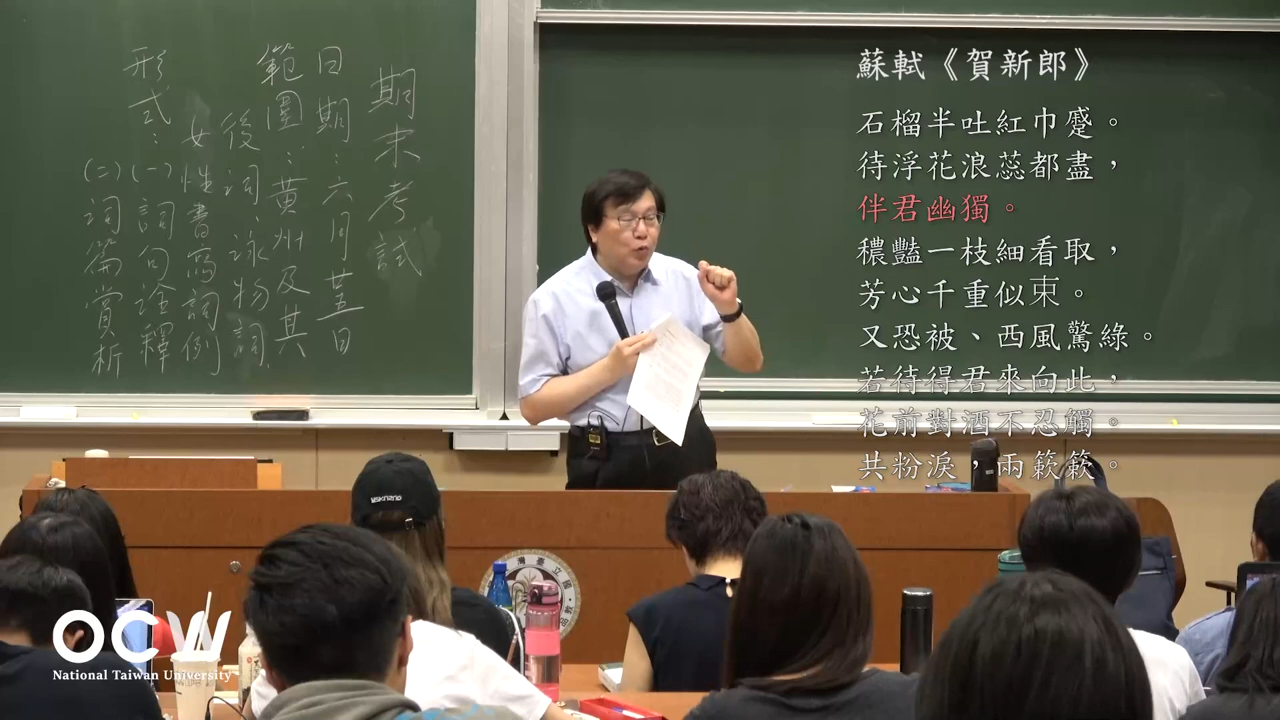 期末考試
日期：六月廿五日
範圍：黃州及其
後詞、詠物詞、
女性書寫詞例
形式：(一)詞句詮釋
(二)詞篇賞析
蘇軾《賀新郎》
石榴半吐紅巾蹙。
待浮花浪蕊都盡，
伴君幽獨。
穠豔一枝細看取，
芳心千重似束。
又恐被、西風驚綠。
若待得君來向此，
花前對酒不忍觸。
共粉淚，兩簌簌。
OCW
National Taiwan University